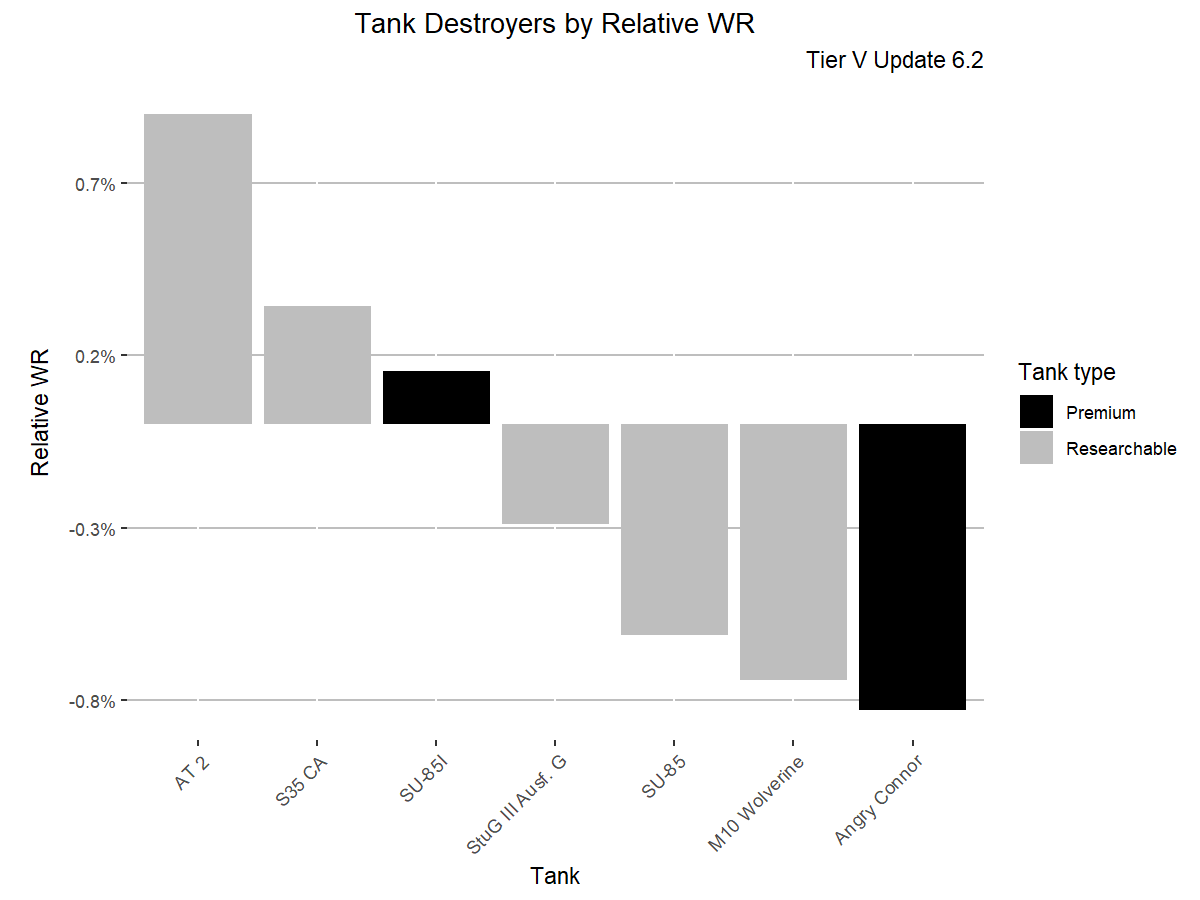 Tank Destroyers by Relative WR
Tier V Update 6.2
Relative WR
0.7%
0.2%
-0.3%
-0.8%
AT 2
S35 CA
SU-85I
StuG III Ausf. G
SU-85
M10 Wolverine
Angry Connor
Tank
Tank type
Premium
Researchable